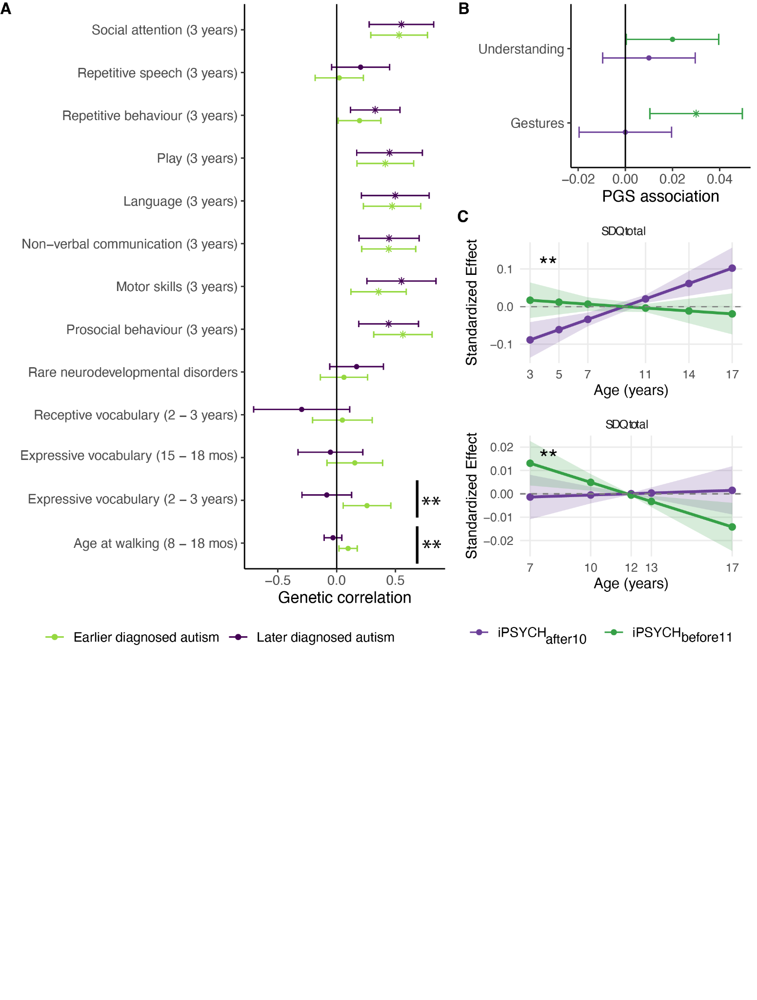 A
Social attention (3 years)
Repetitive speech (3 years)
Repetitive behaviour (3 years)
Play (3 years)
Language (3 years)
Non−verbal communication (3 years)
Motor skills (3 years)
Prosocial behaviour (3 years)
Rare neurodevelopmental disorders
Receptive vocabulary (2 − 3 years)
Expressive vocabulary (15 − 18 mos)
Expressive vocabulary (2 − 3 years)
**
Age at walking (8 − 18 mos)
**
−0.5 0.0 0.5
Genetic correlation
Earlier diagnosed autism Later diagnosed autism
B
Understanding
Gestures
−0.02 0.00 0.02 0.04
PGS association
C
SDQ total
Standardized Effect
**
0.1
0.0
−0.1
3 5 7 11 14 17
Age (years)
SDQ total
Standardized Effect
**
0.02
0.01
0.00
−0.01
−0.02
7 10 12 13 17
Age (years)
iPSYCHafter10 iPSYCHbefore11